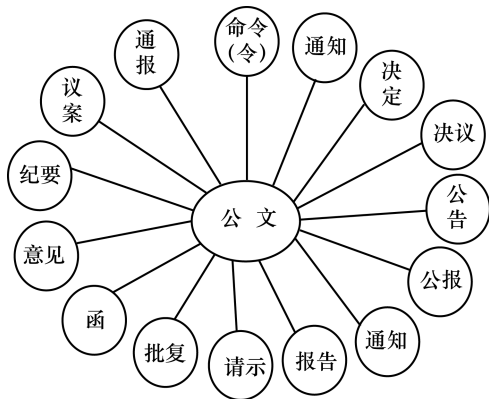 命令
(令)
通知
决
定
决议
公
告
公报
通知
报告
请示
批复
函
意见
纪要
议
案
通
报
公 文